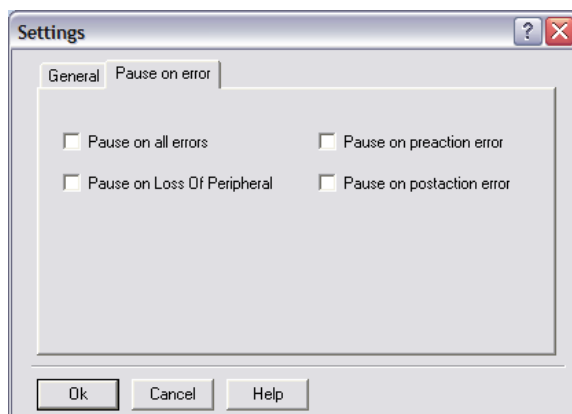 Settings
General Pause on error
Pause on all errors Pause on preaction error
Pause on Loss Of Peripheral Pause on postaction error
Ok Cancel Help